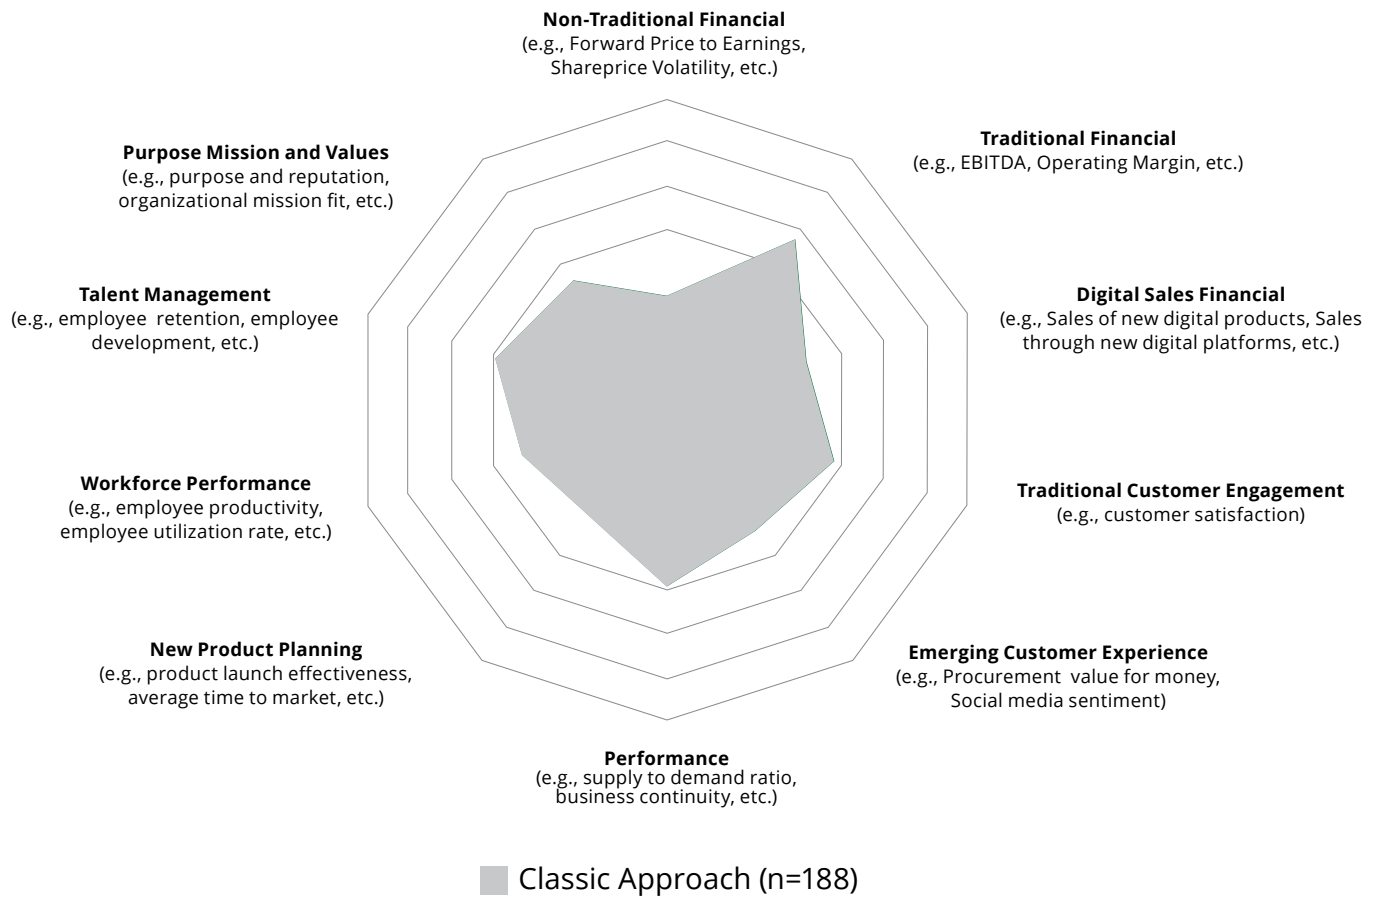 Non-Traditional Financial
(e.g., Forward Price to Earnings,
Shareprice Volatility, etc.)
Traditional Financial
(e.g., EBITDA, Operating Margin, etc.)
Digital Sales Financial
(e.g., Sales of new digital products, Sales
through new digital platforms, etc.)
Traditional Customer Engagement
(e.g., customer satisfaction)
Emerging Customer Experience
(e.g., Procurement value for money,
Social media sentiment)
Performance
(e.g., supply to demand ratio,
business continuity, etc.)
New Product Planning
(e.g., product launch effectiveness,
average time to market, etc.)
Workforce Performance
(e.g., employee productivity,
employee utilization rate, etc.)
Talent Management
(e.g., employee retention, employee
development, etc.)
Purpose Mission and Values
(e.g., purpose and reputation,
organizational mission fit, etc.)
Classic Approach (n=188)